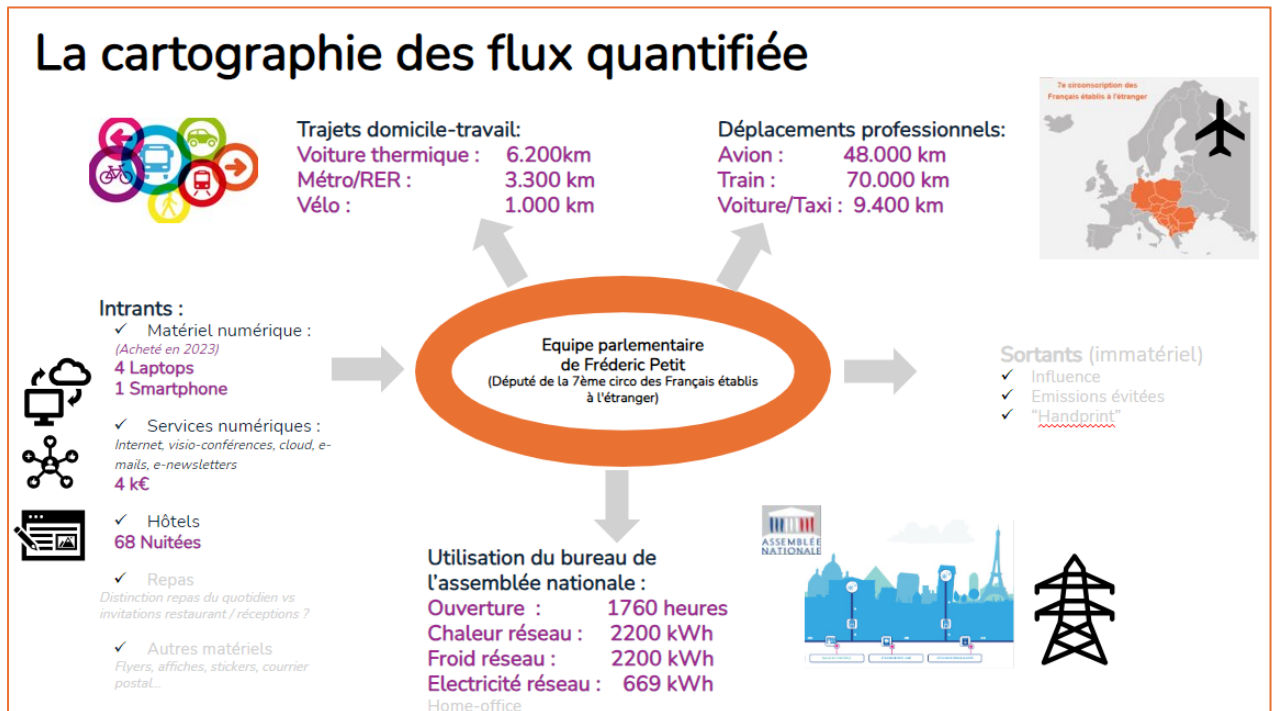 La cartographie des flux quantifiée
7e circonscription des
Français établis à l'étranger
Trajets domicile-travail:
Voiture thermique : 6.200km
Métro/RER : 3.300 km
Vélo : 1.000 km
Déplacements professionnels:
Avion : 48.000 km
Train : 70.000 km
Voiture/Taxi : 9.400 km
Intrants :
✓ Matériel numérique :
(Acheté en 2023)
4 Laptops
1 Smartphone
✓ Services numériques :
Internet, visio-conférences, cloud, e-
mails, e-newsletters
4 k€
✓ Hôtels
68 Nuitées
✓ Repas
Distinction repas du quotidien vs
invitations restaurant / réceptions ?
✓ Autres matériels
Flyers, affiches, stickers, courrier
postal...
Equipe parlementaire
de Fréderic Petit
(Député de la 7ème circo des Français établis
à l'étranger)
Sortants (immatériel)
✓ Influence
✓ Emissions évitées
✓ “Handprint”
Utilisation du bureau de
l'assemblée nationale :
Ouverture : 1760 heures
Chaleur réseau : 2200 kWh
Froid réseau : 2200 kWh
Electricité réseau : 669 kWh
Home-office
ASSEMBLÉE
NATIONALE